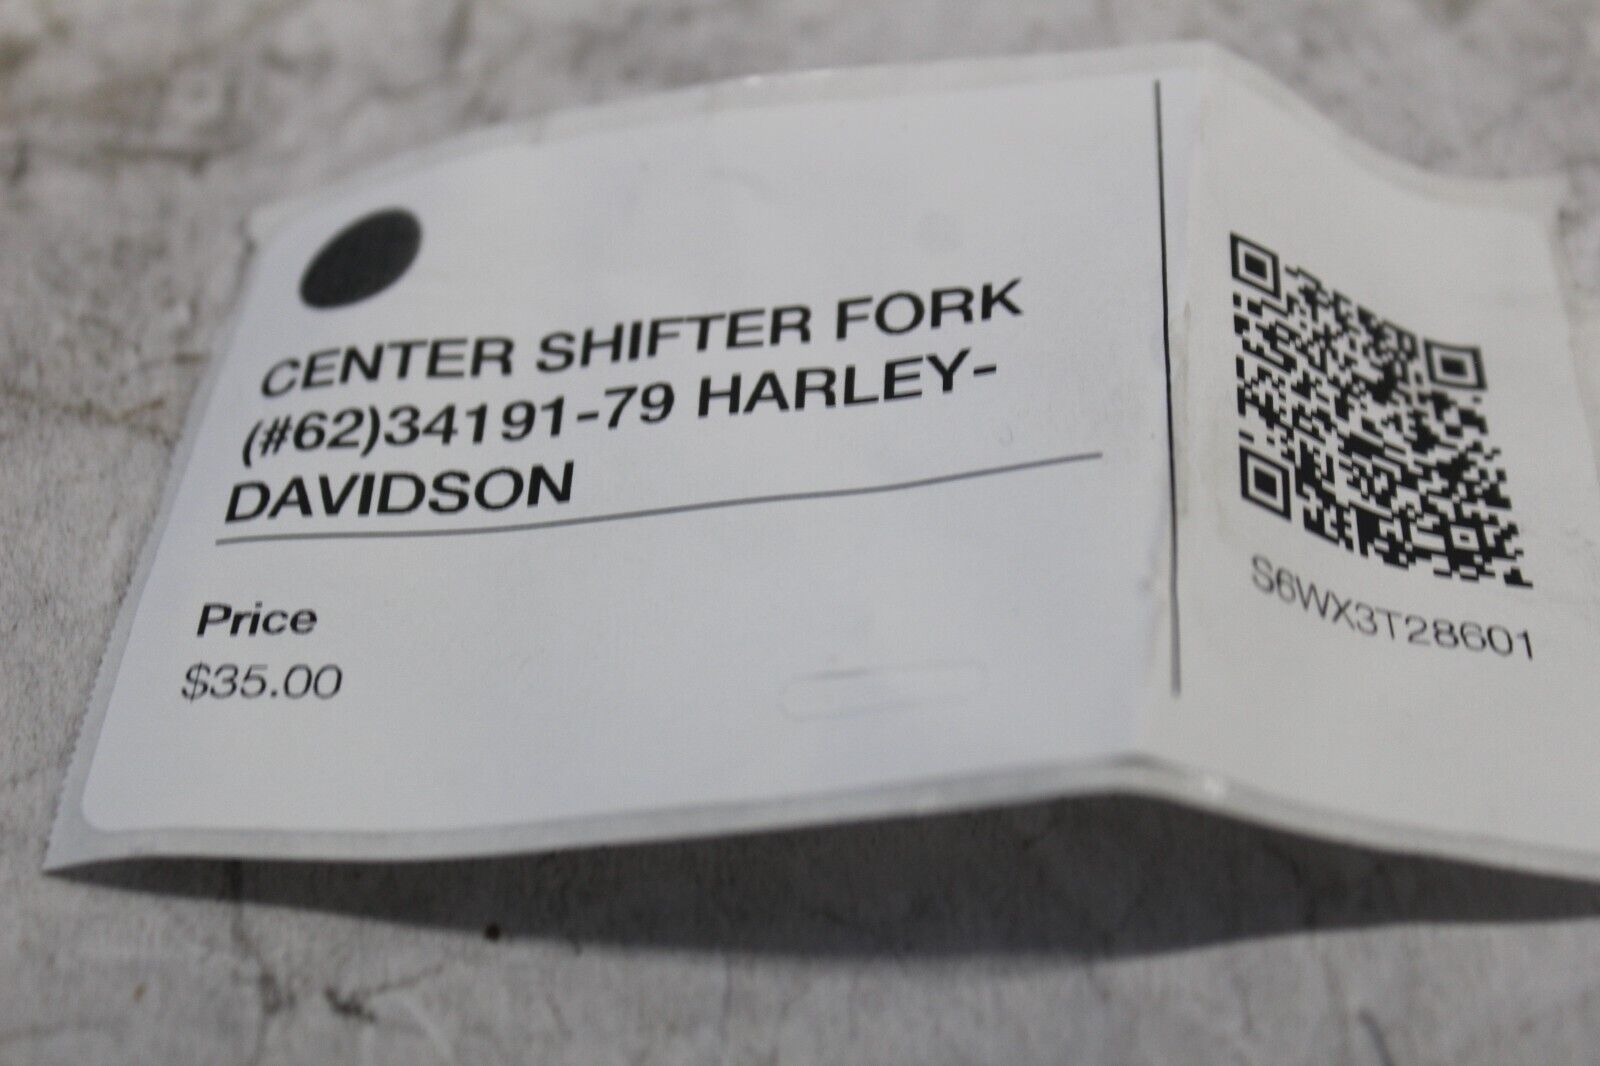 CENTER SHIFTER FORK
(#62)34191-79 HARLEY-
DAVIDSON
Price
$35.00
S6WX3T28601